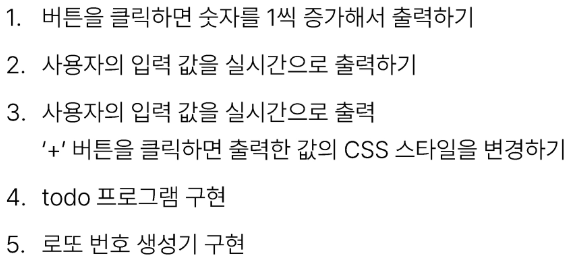 1. 버튼을 클릭하면 숫자를 1씩 증가해서 출력하기
2. 사용자의 입력 값을 실시간으로 출력하기
3. 사용자의 입력 값을 실시간으로 출력
‘+’ 버튼을 클릭하면 출력한 값의 CSS 스타일을 변경하기
4. todo 프로그램 구현
5. 로또 번호 생성기 구현